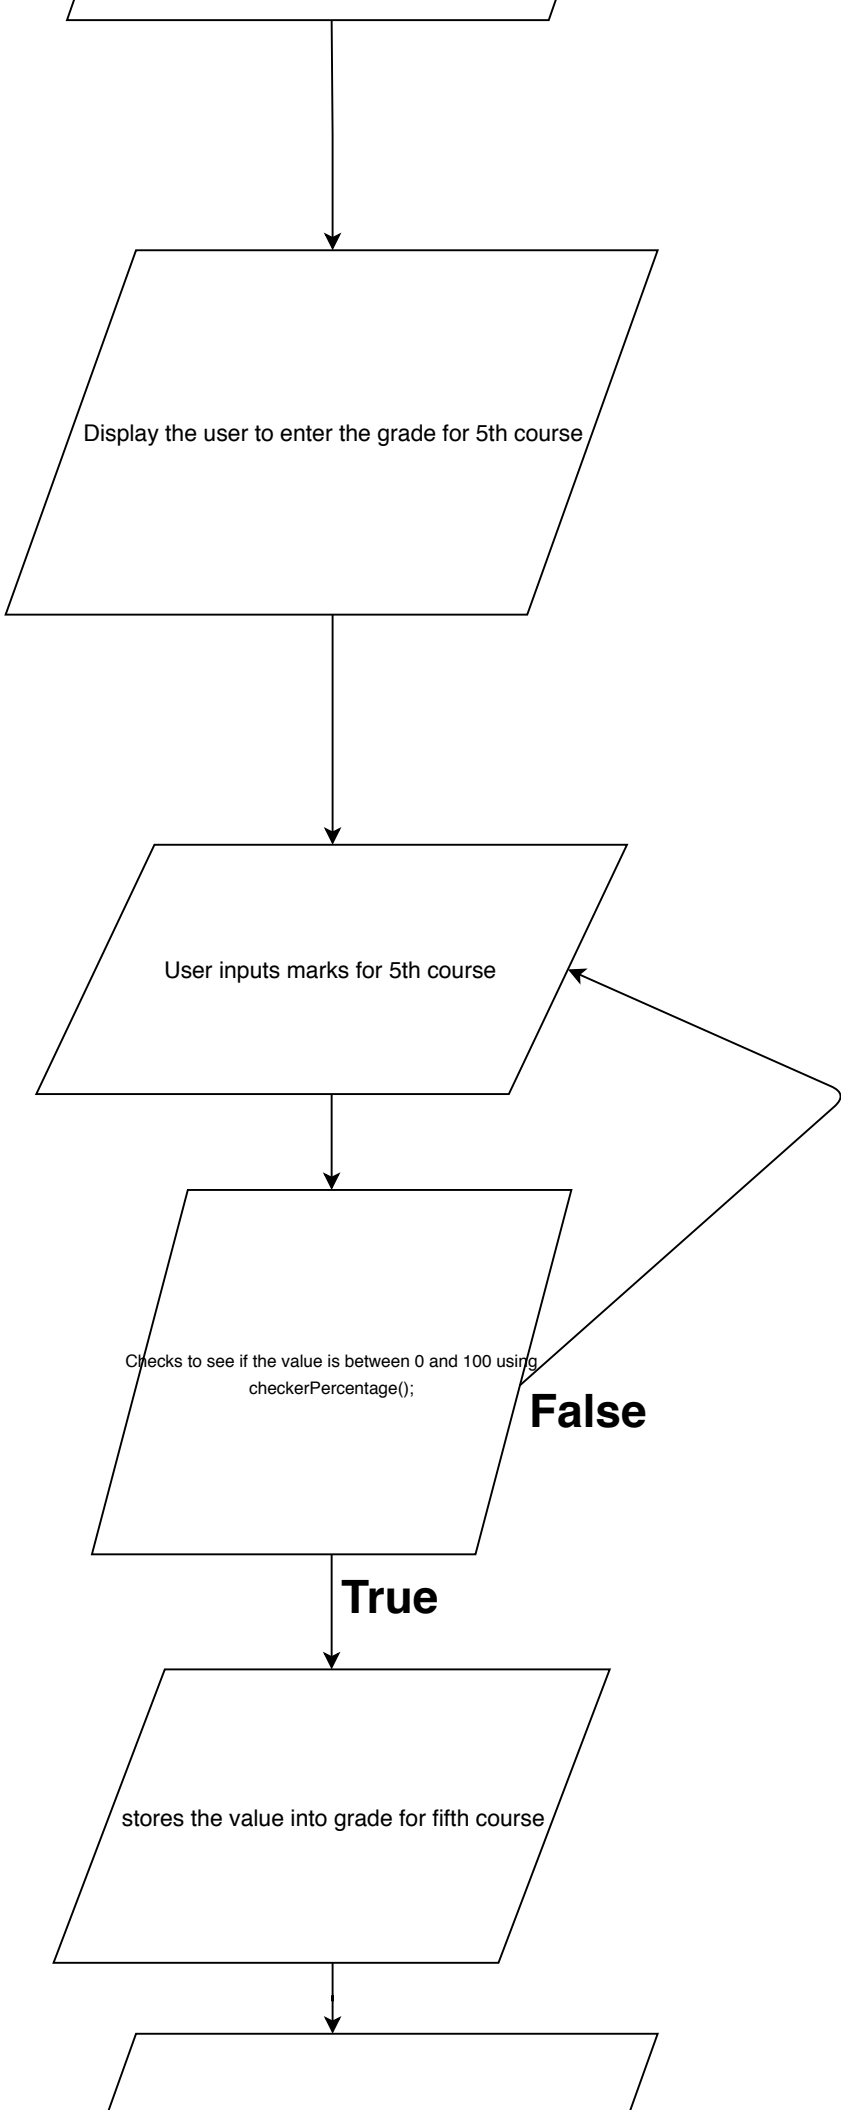 Display the user to enter the grade for 5th course
User inputs marks for 5th course
Checks to see if the value is between 0 and 100 using
checkerPercentage();
False
True
stores the value into grade for fifth course